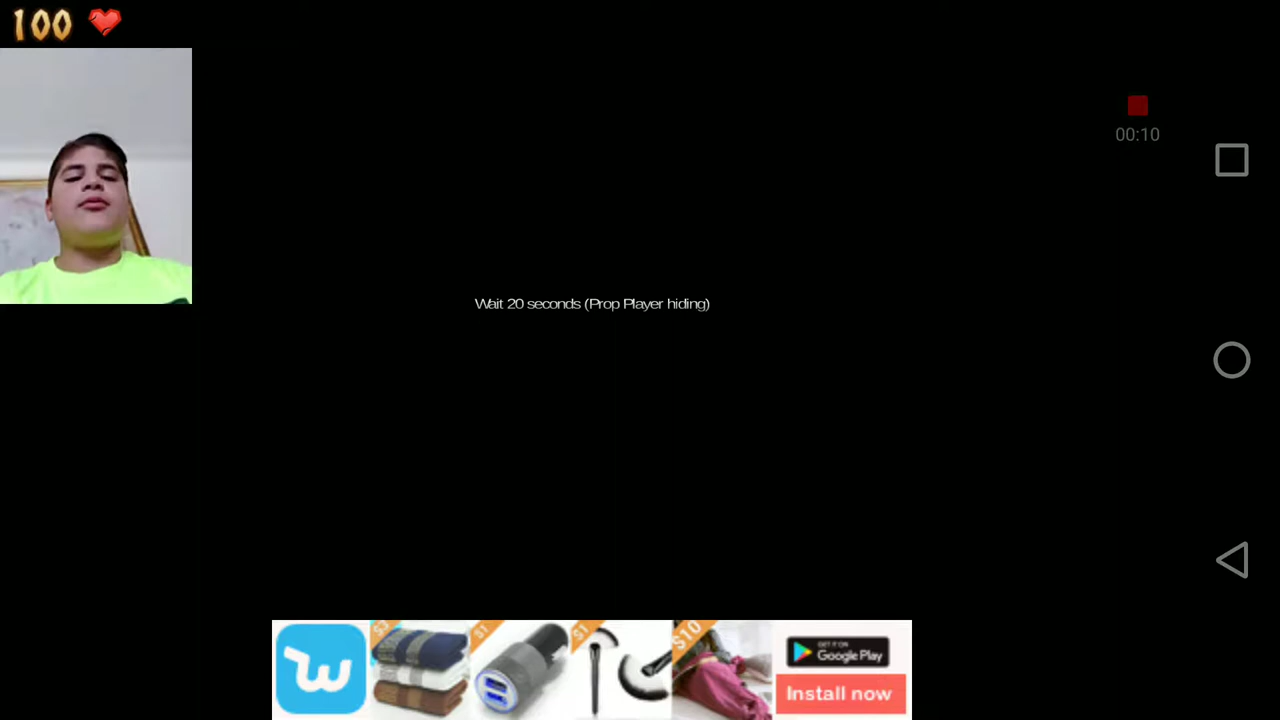 100
00:10
Wait 20 seconds (Prop Player hiding)
$3
$1
$1
$10
GET IT ON
Google Play
Install now